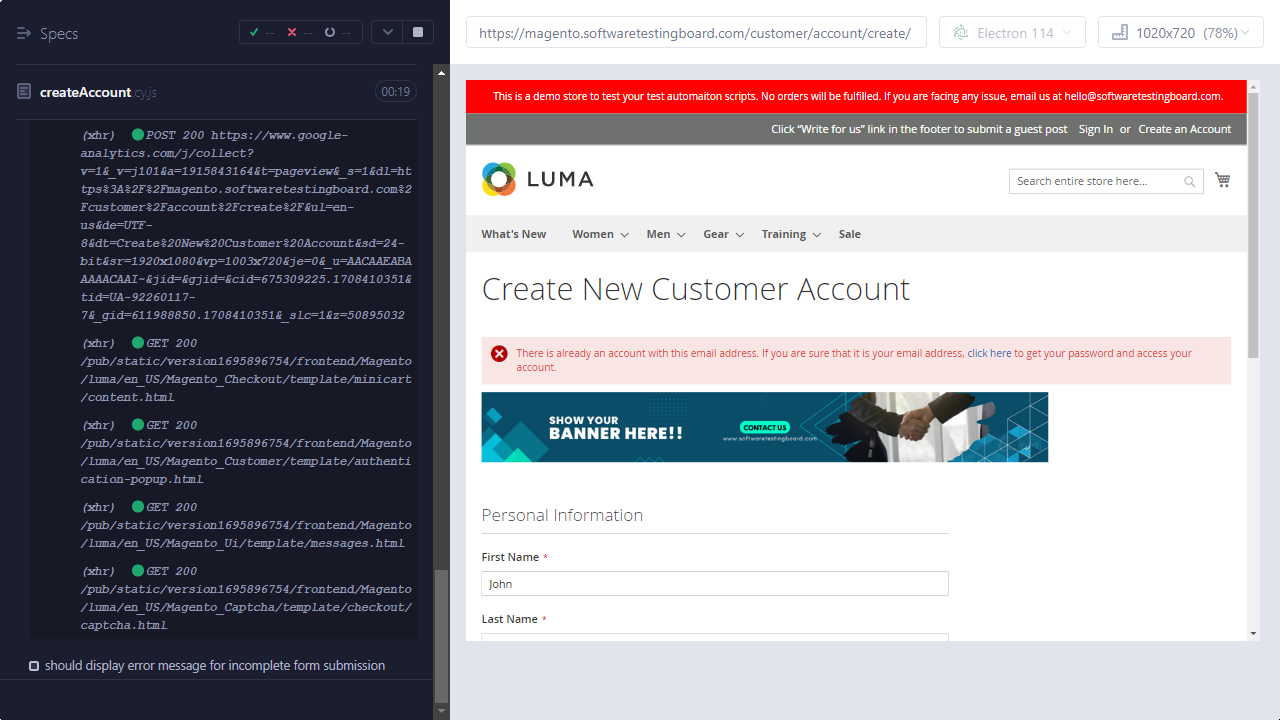 Specs
-- -- --
createAccount.cy.js
00:19
(xhr) POST 200 https://www.google-
analytics.com/j/collect?
v=1&_v=j101&a=1915843164&t=pageview&_s=1&dl=ht
tps%3A%2F%2Fmagento.softwaretestingboard.com%2
Fcustomer%2Faccount%2Fcreate%2F&ul=en-
us&de=UTF-
8&dt=Create%20New%20Customer%20Account&sd=24-
bit&sr=1920x1080&vp=1003x720&je=0&_u=AACAAEABA
AAAACAAI~&jid=&gjid=&cid=675309225.1708410351&
tid=UA-92260117-
7&_gid=611988850.1708410351&_slc=1&z=50895032
(xhr) GET 200
/pub/static/version1695896754/frontend/Magento
/luma/en_US/Magento_Checkout/template/minicart
/content.html
(xhr) GET 200
/pub/static/version1695896754/frontend/Magento
/luma/en_US/Magento_Customer/template/authenti
cation-popup.html
(xhr) GET 200
/pub/static/version1695896754/frontend/Magento
/luma/en_US/Magento_Ui/template/messages.html
(xhr) GET 200
/pub/static/version1695896754/frontend/Magento
/luma/en_US/Magento_Captcha/template/checkout/
captcha.html
should display error message for incomplete form submission
https://magento.softwaretestingboard.com/customer/account/create/
Electron 114
1020x720 (78%)
This is a demo store to test your test automaiton scripts. No orders will be fulfilled. If you are facing any issue, email us at hello@softwaretestingboard.com.
Click “Write for us” link in the footer to submit a guest post Sign In or Create an Account
LUMA
Search entire store here...
What's New Women Men Gear Training Sale
Create New Customer Account
There is already an account with this email address. If you are sure that it is your email address, click here to get your password and access your
account.
SHOW YOUR
BANNER HERE!!
CONTACT US
www.softwaretestingboard.com
Personal Information
First Name *
John
Last Name *